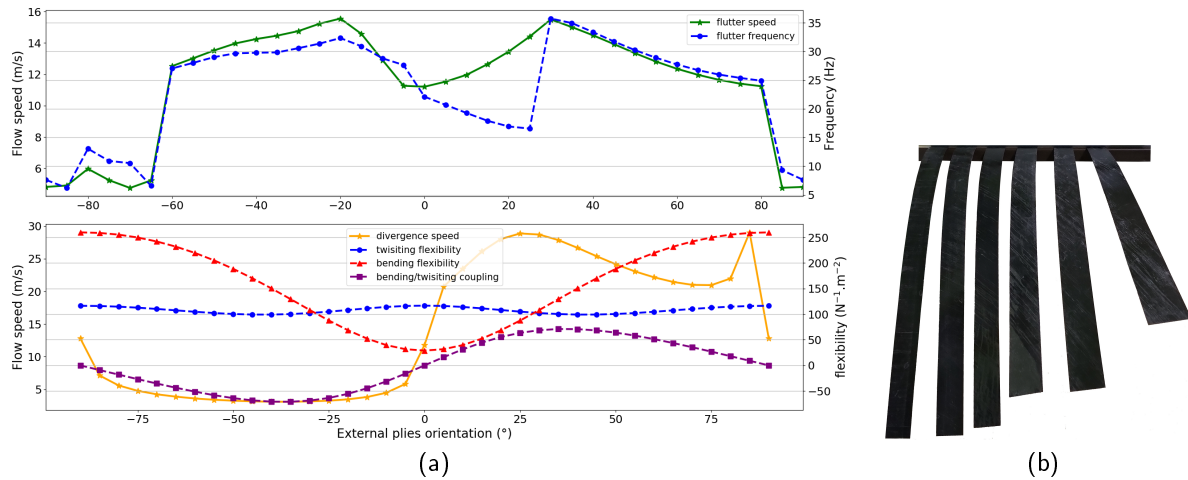 16
14
12
10
8
6
Flow speed (m/s)
35
30
25
20
15
10
5
Frequency (Hz)
flutter speed
flutter frequency
−80 −60 −40 −20 0 20 40 60 80
30
25
20
15
10
5
Flow speed (m/s)
250
200
150
100
50
0
−50
flexibility (N⁻¹.m⁻²)
divergence speed
twisiting flexibility
bending flexibility
bending/twisiting coupling
−75 −50 −25 0 25 50 75
External plies orientation (°)
(a)
(b)